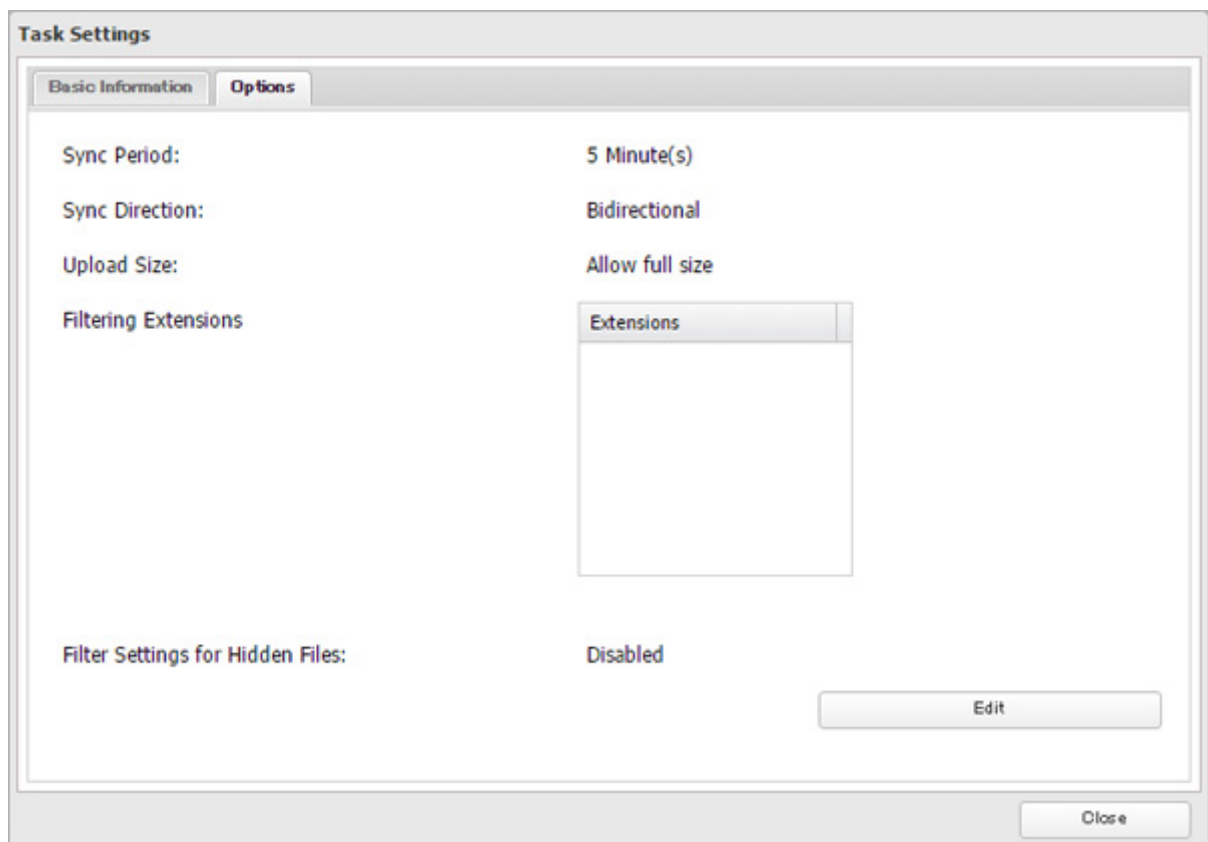 Task Settings
Basic Information
Options
Sync Period: 5 Minute(s)
Sync Direction: Bidirectional
Upload Size: Allow full size
Filtering Extensions
Extensions
Filter Settings for Hidden Files: Disabled
Edit
Close